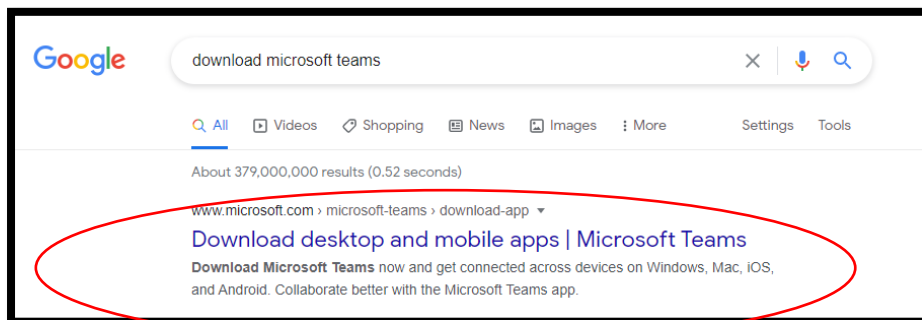 Google
download microsoft teams
All Videos Shopping News Images More Settings Tools
About 379,000,000 results (0.52 seconds)
www.microsoft.com › microsoft-teams › download-app
Download desktop and mobile apps | Microsoft Teams
Download Microsoft Teams now and get connected across devices on Windows, Mac, iOS,
and Android. Collaborate better with the Microsoft Teams app.